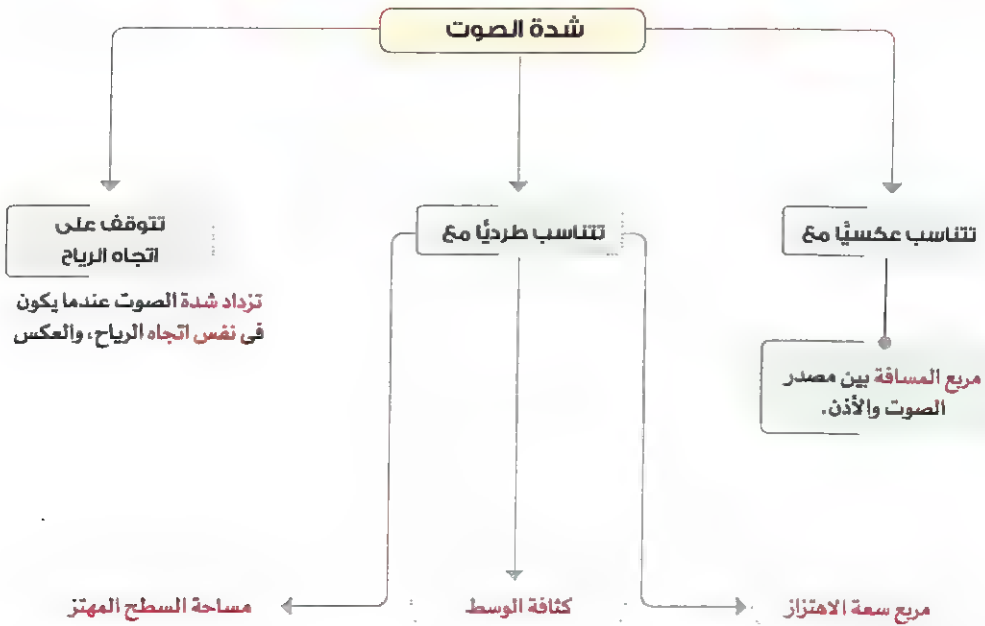 شدة الصوت
تتناسب عكسيًا مع
مربع المسافة بين مصدر
الصوت والأذن.
تتناسب طرديًا مع
مربع سعة الاهتزاز
كثافة الوسط
مساحة السطح المهتز
تتوقف على
اتجاه الرياح
تزداد شدة الصوت عندما يكون
فى نفس اتجاه الرياح، والعكس